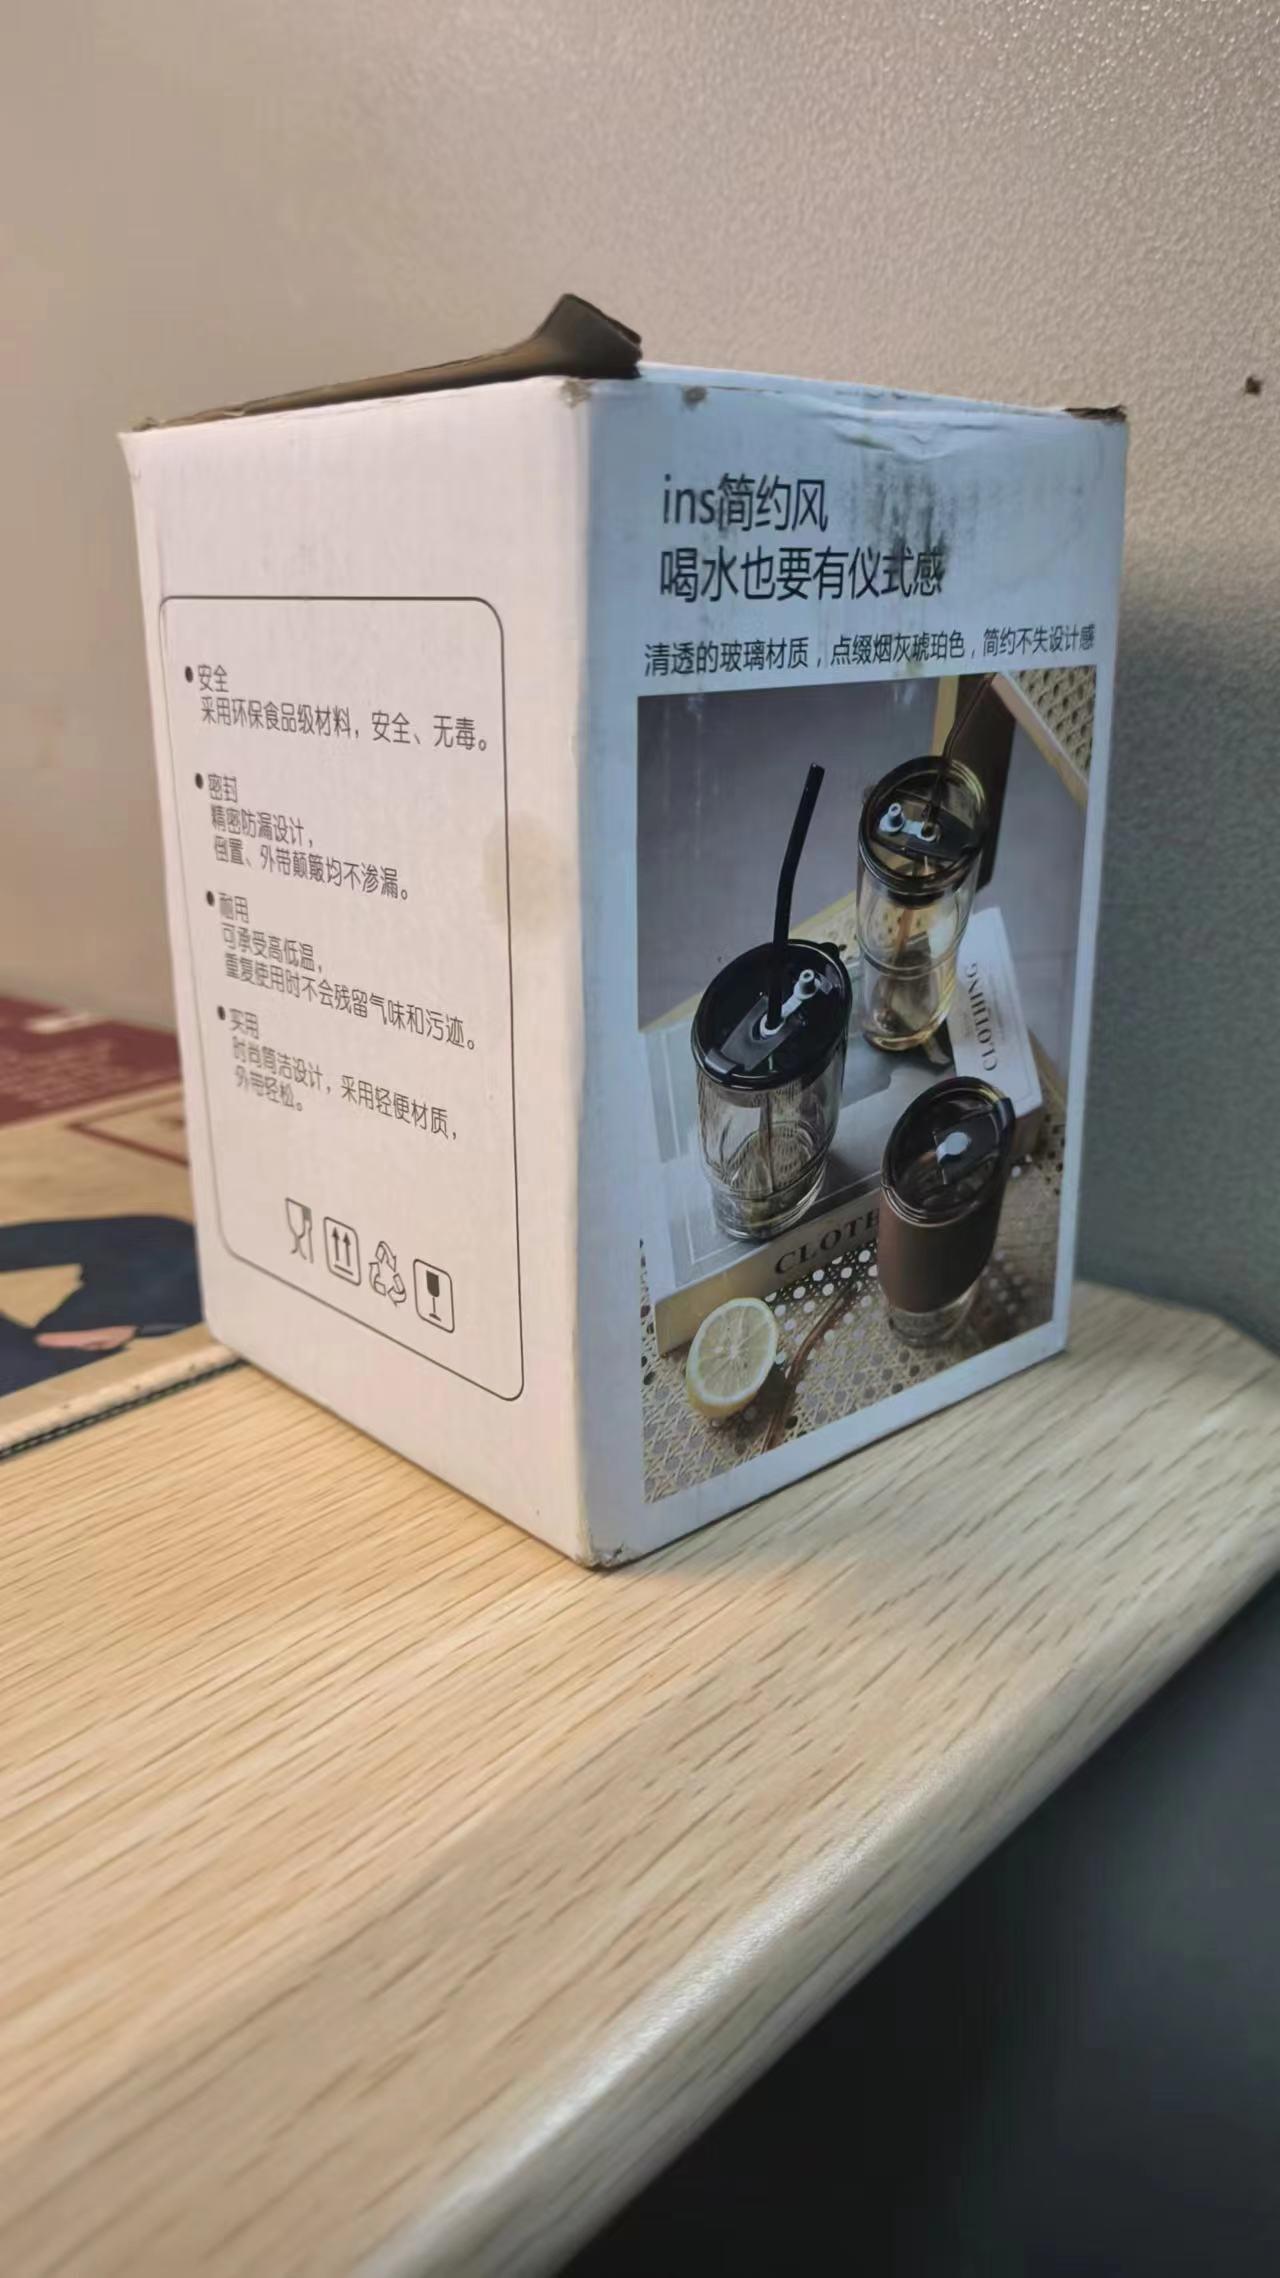 ins简约风
喝水也要有仪式感
清透的玻璃材质，点缀烟灰琥珀色，简约不失设计感
CLOTHING
CLOTH
●安全
采用环保食品级材料，安全、无毒。
●密封
精密防漏设计，
倒置、外带颠簸均不渗漏。
●耐用
可承受高低温，
重复使用时不会残留气味和污迹。
●实用
时尚简洁设计，采用轻便材质，
外带轻松。